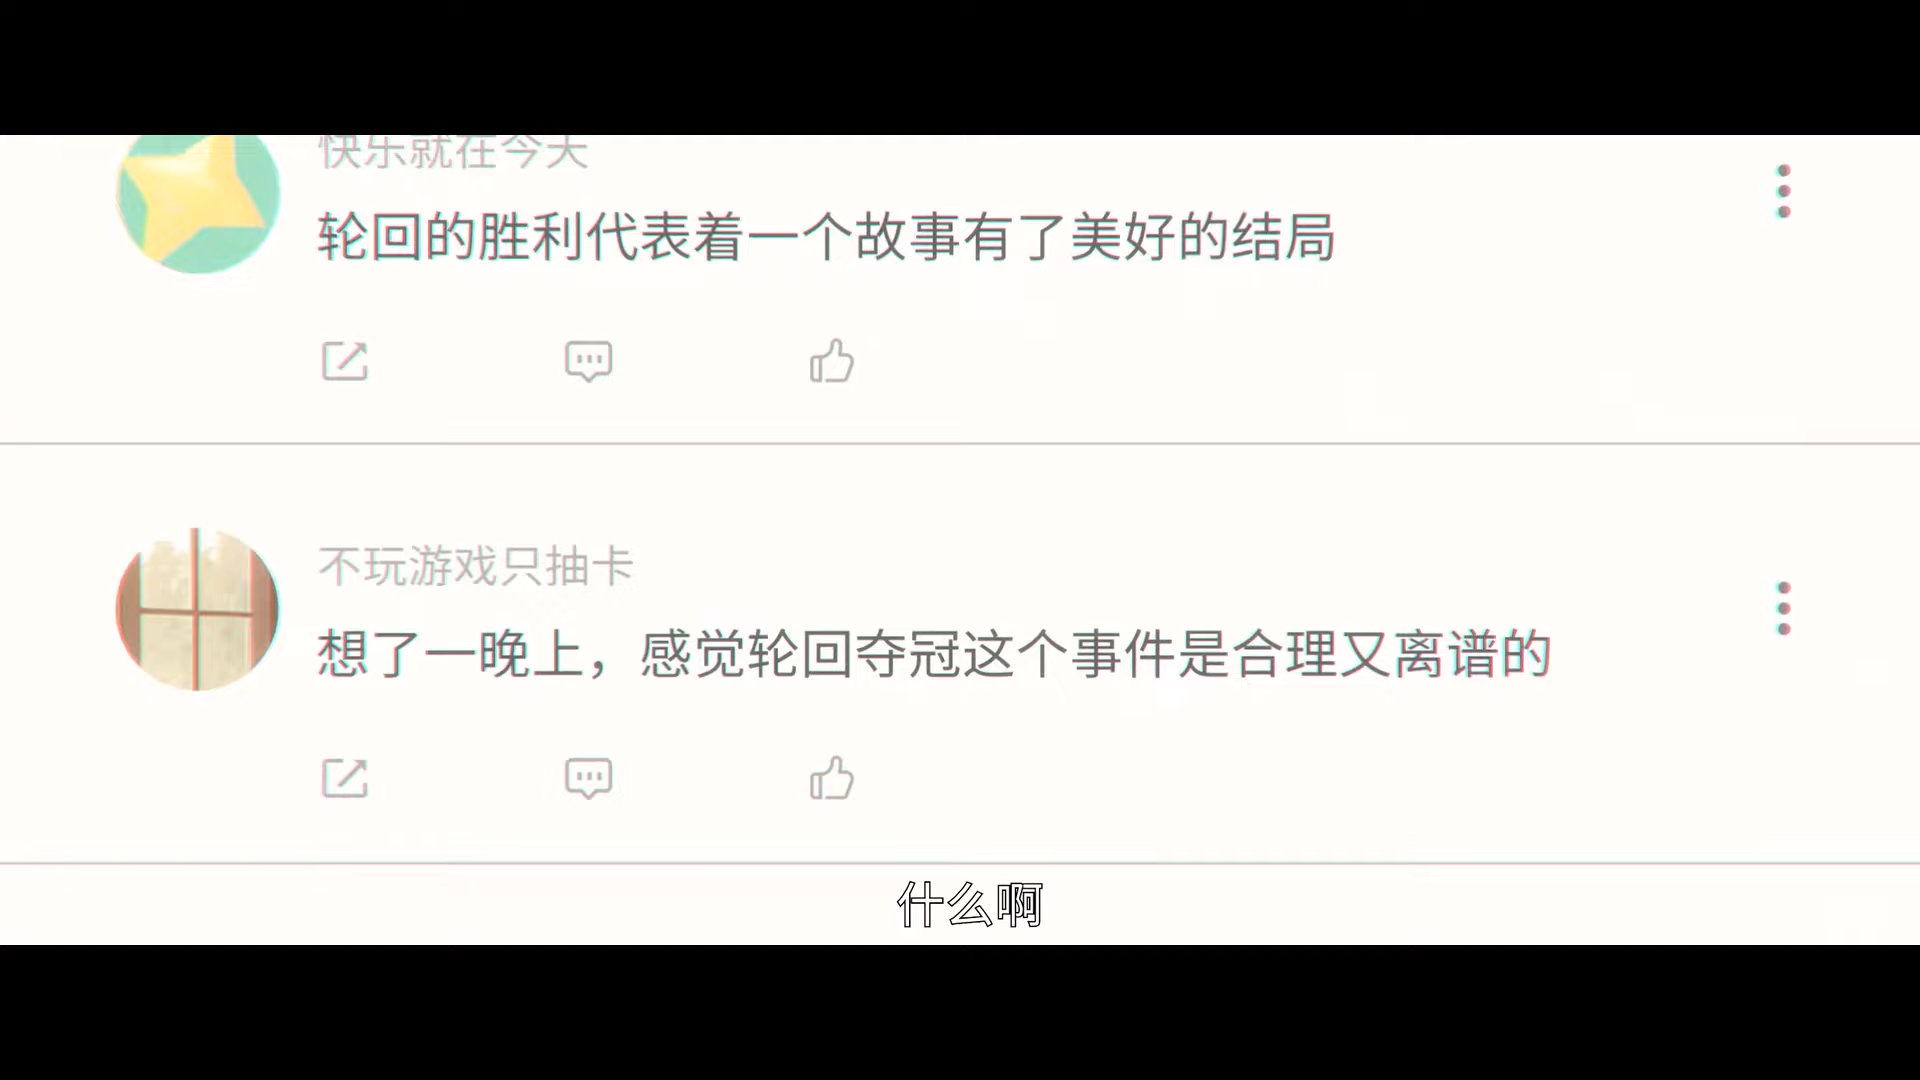 快乐就在今天
轮回的胜利代表着一个故事有了美好的结局
不玩游戏只抽卡
想了一晚上，感觉轮回夺冠这个事件是合理又离谱的
什么啊